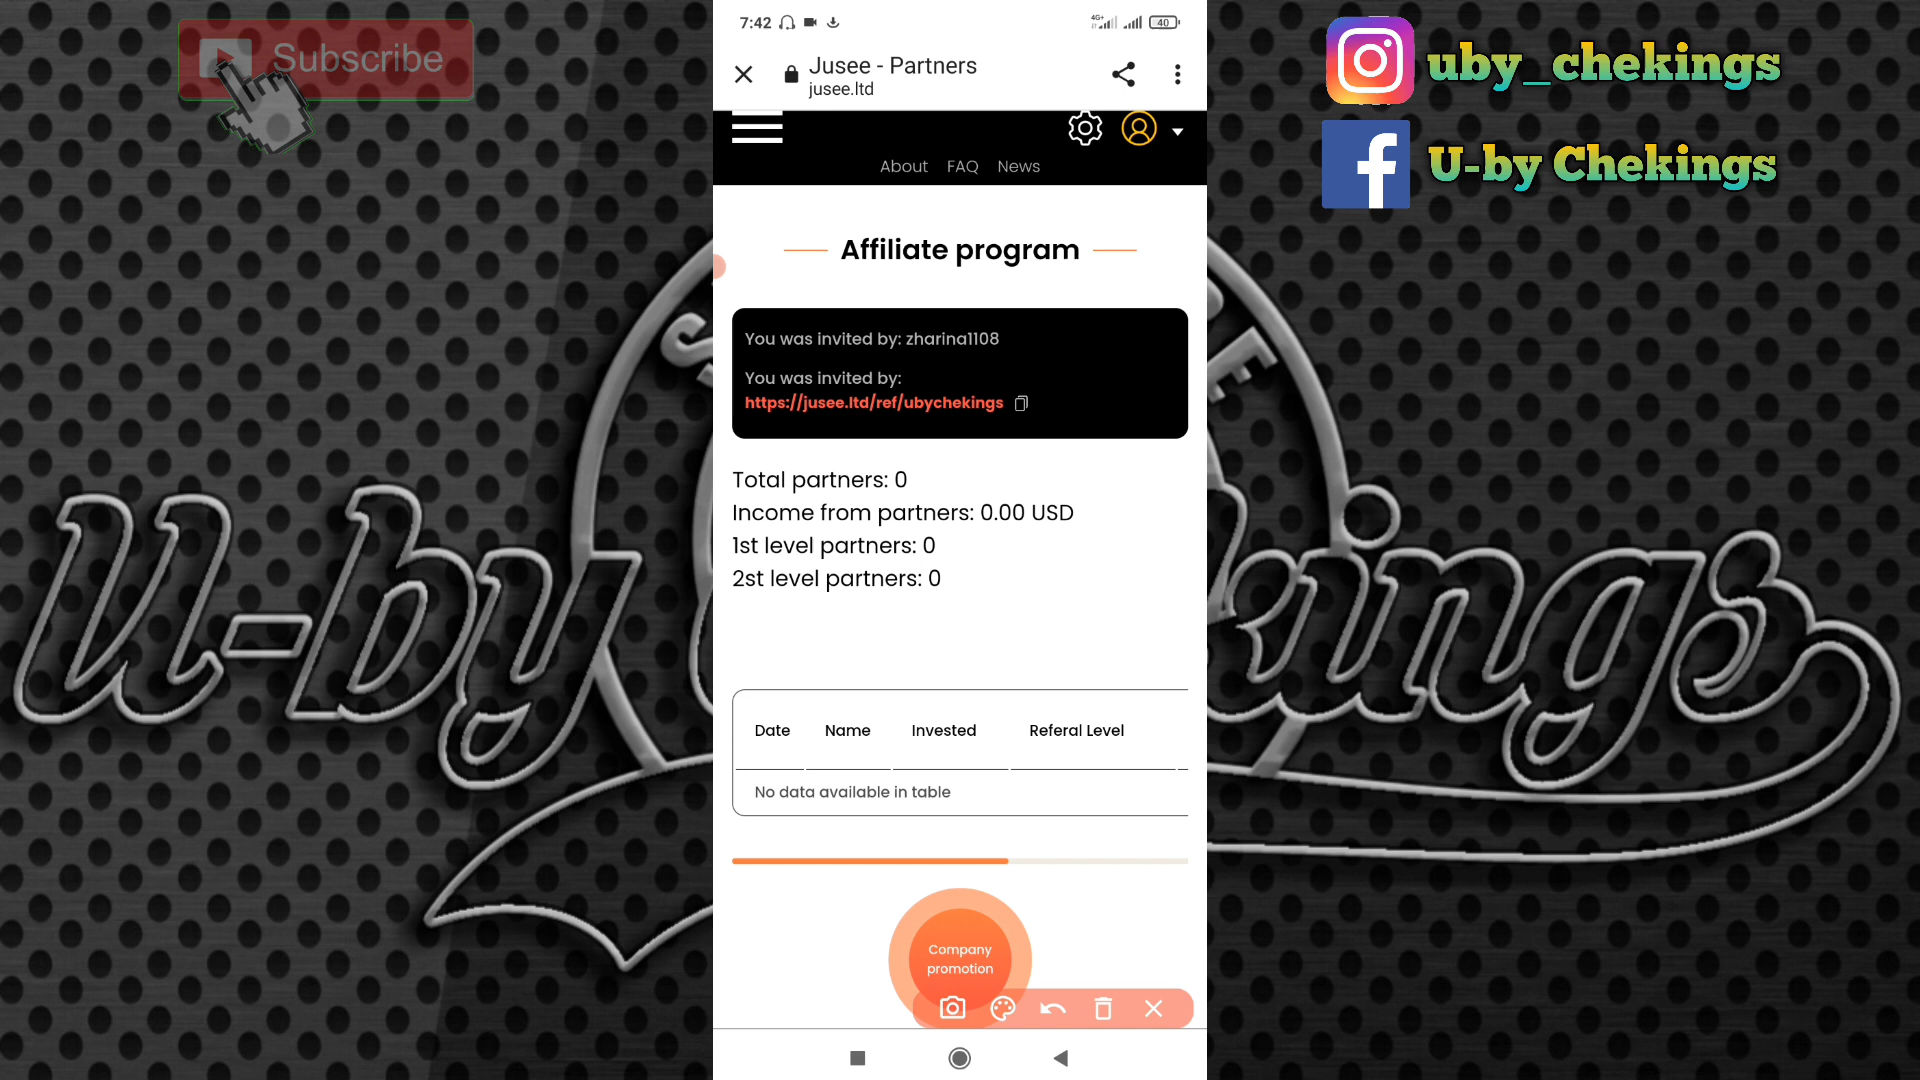 Subscribe
7:42
4G+
40
Jusee - Partners
jusee.ltd
uby_chekings
U-by Chekings
About FAQ News
Affiliate program
You was invited by: zharina1108
You was invited by:
https://jusee.ltd/ref/ubychekings
Total partners: 0
Income from partners: 0.00 USD
1st level partners: 0
2st level partners: 0
Date Name Invested Referal Level
No data available in table
Company
promotion
U-by
kings